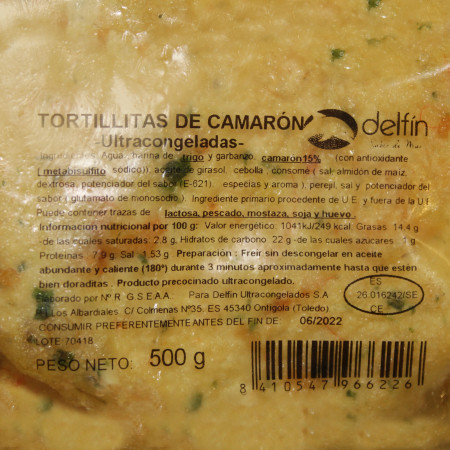 TORTILLITAS DE CAMARÓN
delfín
-Ultracongeladas-
Agua, harina de trigo y garbanzo, camarón 15% (con antioxidante
( metabisulfito sódico)), aceite de girasol, cebolla, consome ( sal, almidón de maíz,
dextrosa, potenciador del sabor (E-621), especias y aroma ), perejil, sal y potenciador del
sabor ( glutamato de monosodio). Ingrediente primario procedente de U.E. y fuera de la U.E
Puede contener trazas de lactosa, pescado, mostaza, soja y huevo.
Información nutricional por 100g: Valor energético: 1041kJ/249 kcal, Grasas: 14.4 g
-de las cuales saturadas: 2.8 g, Hidratos de carbono: 22 g -de las cuales azucares: 1 g,
Proteínas: 7.9 g Sal: 1.53 g Preparación : Freír sin descongelar en aceite
abundante y caliente (180º) durante 3 minutos aproximadamente hasta que estén
bien doraditas . Producto precocinado ultracongelado.
Elaborado por Nº R.G.S.E.A.A. Para Delfín Ultracongelados S.A
ES
26.016242/SE
CE
P.I Los Albardiales. C/ Colmenas Nº35. ES 45340 Ontígola (Toledo)
CONSUMIR PREFERENTEMENTE ANTES DEL FIN DE 06/2022
LOTE 70418
PESO NETO: 500 g
8 410547 966226